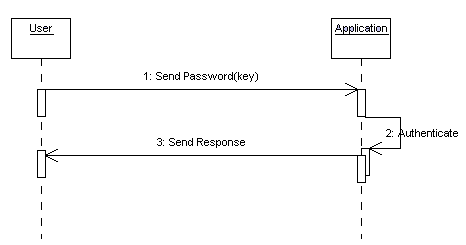 User
Application
1: Send Password(key)
2: Authenticate
3: Send Response